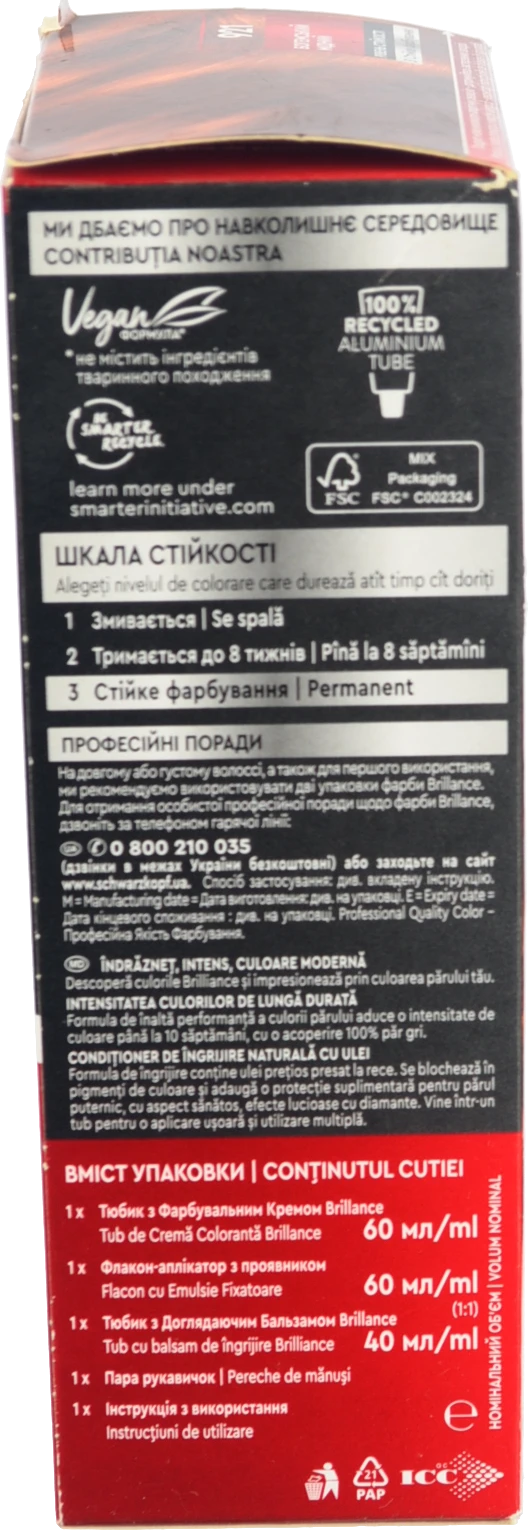 921
МИ ДБАЄМО ПРО НАВКОЛИШНЄ СЕРЕДОВИЩЕ
CONTRIBUȚIA NOASTRA
Vegan
ФОРМУЛА*
*не містить інгредієнтів
тваринного походження
100%
RECYCLED
ALUMINIUM
TUBE
BE
SMARTER
RECYCLE.
learn more under
smarterinitiative.com
FSC
MIX
Packaging
FSC® C002324
ШКАЛА СТІЙКОСТІ
Alegeți nivelul de colorare care durează atît timp cît doriți
1 Змивається | Se spală
2 Тримається до 8 тижнів | Pînă la 8 săptămîni
3 Стійке фарбування | Permanent
ПРОФЕСІЙНІ ПОРАДИ
На довгому або густому волоссі, а також для першого використання,
ми рекомендуємо використовувати дві упаковки фарби Brillance.
Для отримання особистої професійної поради щодо фарби Brillance,
дзвоніть за телефоном гарячої лінії:
UA 0 800 210 035
(дзвінки в межах України безкоштовні) або заходьте на сайт
www.schwarzkopf.ua. Спосіб застосування: див. вкладену інструкцію.
M = Manufacturing date = Дата виготовлення: див. на упаковці. E = Expiry date =
Дата кінцевого споживання : див. на упаковці. Professional Quality Color –
Професійна Якість Фарбування.
MD ÎNDRĂZNEȚ, INTENS, CULOARE MODERNĂ
Descoperă culorile Brilliance și impresionează prin culoarea părului tău.
INTENSITATEA CULORILOR DE LUNGĂ DURATĂ
Formula de înaltă performanță a culorii părului aduce o intensitate de
culoare până la 10 săptămâni, cu o acoperire 100% păr gri.
CONDIȚIONER DE ÎNGRIJIRE NATURALĂ CU ULEI
Formula de îngrijire conține ulei prețios presat la rece. Se blochează în
pigmenți de culoare și adaugă o protecție suplimentară pentru părul
puternic, cu aspect sănătos, efecte lucioase cu diamante. Vine într-un
tub pentru o aplicare ușoară și utilizare multiplă.
ВМІСТ УПАКОВКИ | CONȚINUTUL CUTIEI
1x Тюбик з Фарбувальним Кремом Brillance
Tub de Cremă Colorantă Brillance 60 мл/ml
1x Флакон-аплікатор з проявником
Flacon cu Emulsie Fixatoare 60 мл/ml
(1:1)
1x Тюбик з Доглядаючим Бальзамом Brillance
Tub cu balsam de îngrijire Brilliance 40 мл/ml
1x Пара рукавичок | Pereche de mănuși
1x Інструкція з використання
Instrucțiuni de utilizare
НОМІНАЛЬНИЙ ОБ'ЄМ | VOLUM NOMINAL
e
21
PAP
ОС
ICC